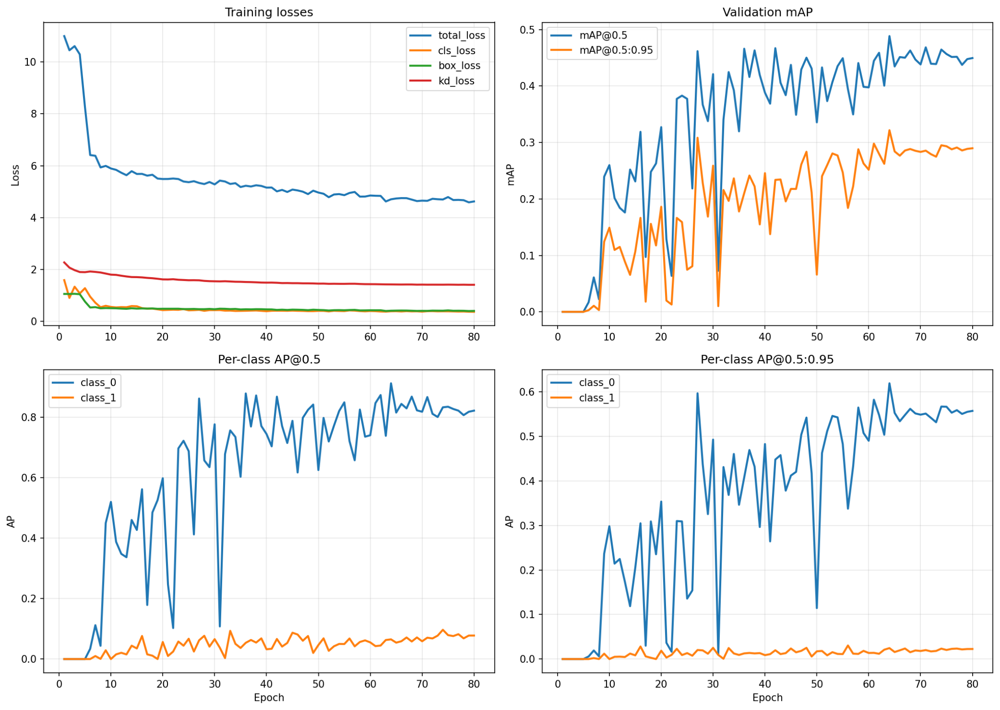 Training losses
Loss
10
8
6
4
2
0
total_loss
cls_loss
box_loss
kd_loss
0 10 20 30 40 50 60 70 80
Validation mAP
mAP
0.5
0.4
0.3
0.2
0.1
0.0
mAP@0.5
mAP@0.5:0.95
0 10 20 30 40 50 60 70 80
Per-class AP@0.5
AP
0.8
0.6
0.4
0.2
0.0
class_0
class_1
0 10 20 30 40 50 60 70 80
Epoch
Per-class AP@0.5:0.95
AP
0.6
0.5
0.4
0.3
0.2
0.1
0.0
class_0
class_1
0 10 20 30 40 50 60 70 80
Epoch